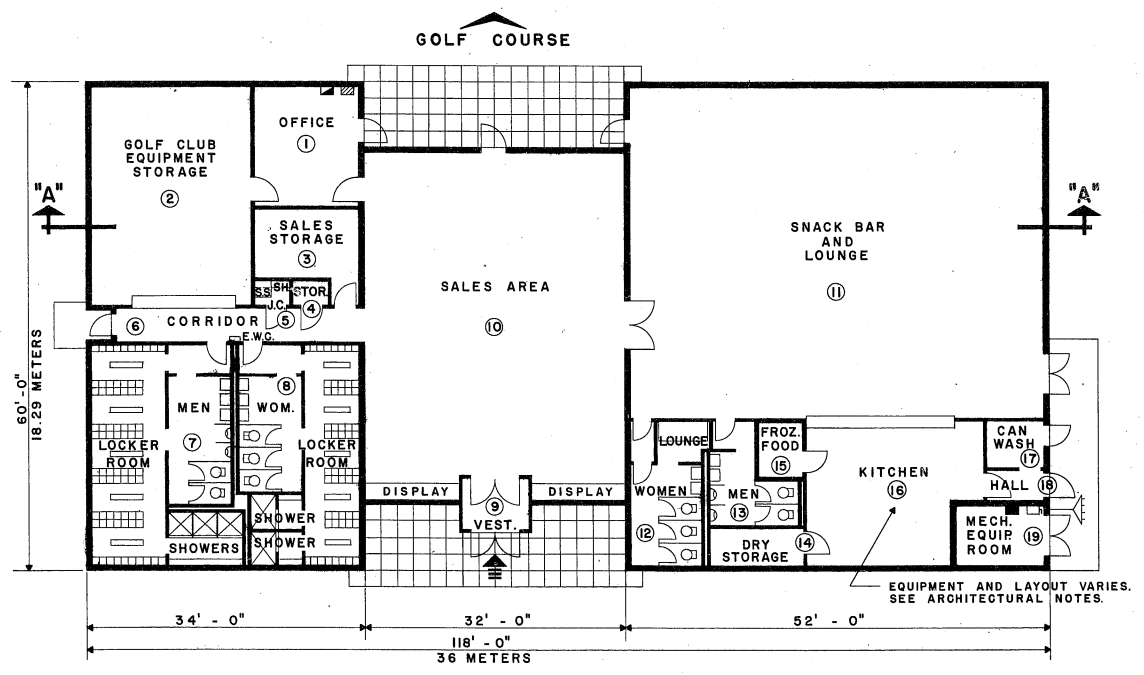 GOLF COURSE
OFFICE
1
GOLF CLUB
EQUIPMENT
STORAGE
2
"A"
"A"
SALES
STORAGE
3
SNACK BAR
AND
LOUNGE
11
S.S.
SH.
STOR.
4
J.C.
5
SALES AREA
10
6
CORRIDOR
E.W.C.
60'-0"
18.29 METERS
8
MEN
WOM.
7
LOCKER
ROOM
LOCKER
ROOM
LOUNGE
FROZ.
FOOD
15
CAN
WASH
17
KITCHEN
16
HALL
18
DISPLAY
DISPLAY
9
VEST.
WOMEN
12
MEN
13
SHOWER
SHOWER
SHOWERS
DRY
STORAGE
14
MECH.
EQUIP.
ROOM
19
EQUIPMENT AND LAYOUT VARIES.
SEE ARCHITECTURAL NOTES.
34'-0"
32'-0"
52'-0"
118'-0"
36 METERS